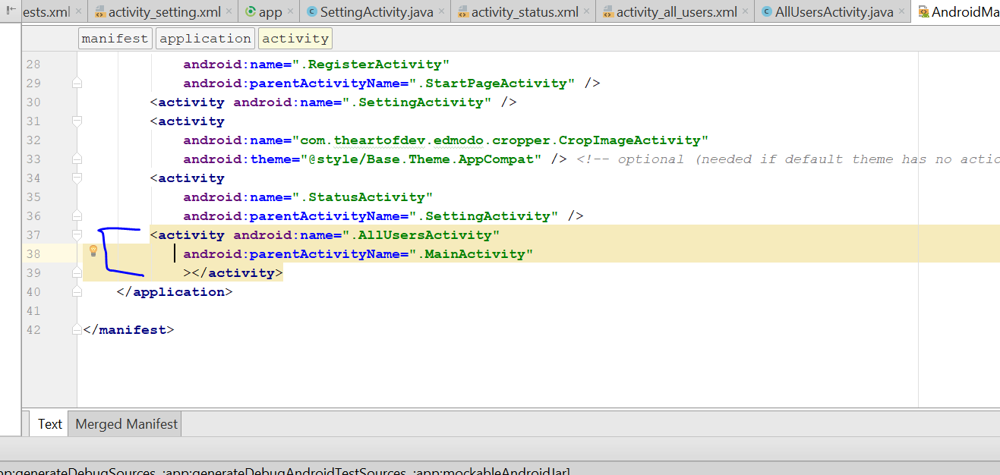 ests.xml activity_setting.xml app SettingActivity.java activity_status.xml activity_all_users.xml AllUsersActivity.java AndroidMa
manifest application activity
28 android:name=".RegisterActivity"
29 android:parentActivityName=".StartPageActivity" />
30 <activity android:name=".SettingActivity" />
31 <activity
32 android:name="com.theartofdev.edmodo.cropper.CropImageActivity"
33 android:theme="@style/Base.Theme.AppCompat" /> <!-- optional (needed if default theme has no actio
34 <activity
35 android:name=".StatusActivity"
36 android:parentActivityName=".SettingActivity" />
37 <activity android:name=".AllUsersActivity"
38 android:parentActivityName=".MainActivity"
39 ></activity>
40 </application>
41
42 </manifest>
Text Merged Manifest
pp:generateDebugSources, :app:generateDebugAndroidTestSources, :app:mockableAndroidJar]